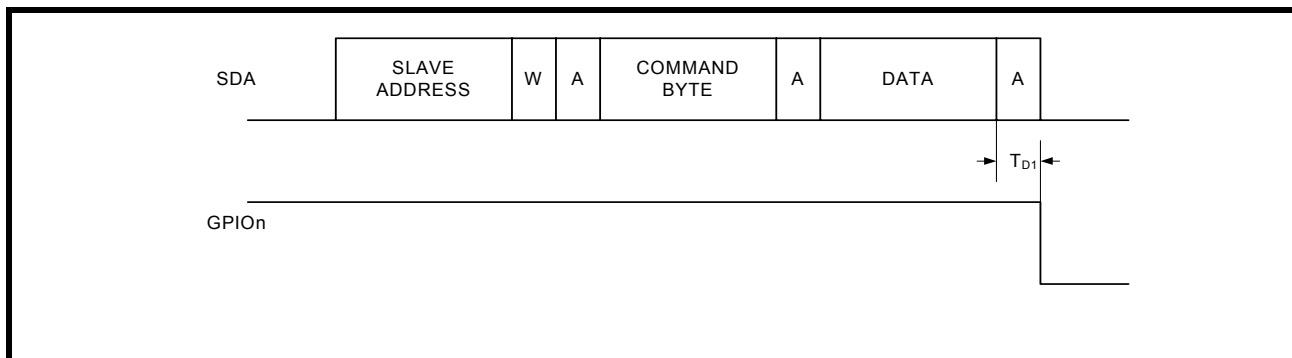 SDA
SLAVE
ADDRESS
W
A
COMMAND
BYTE
A
DATA
A
TD1
GPIOn